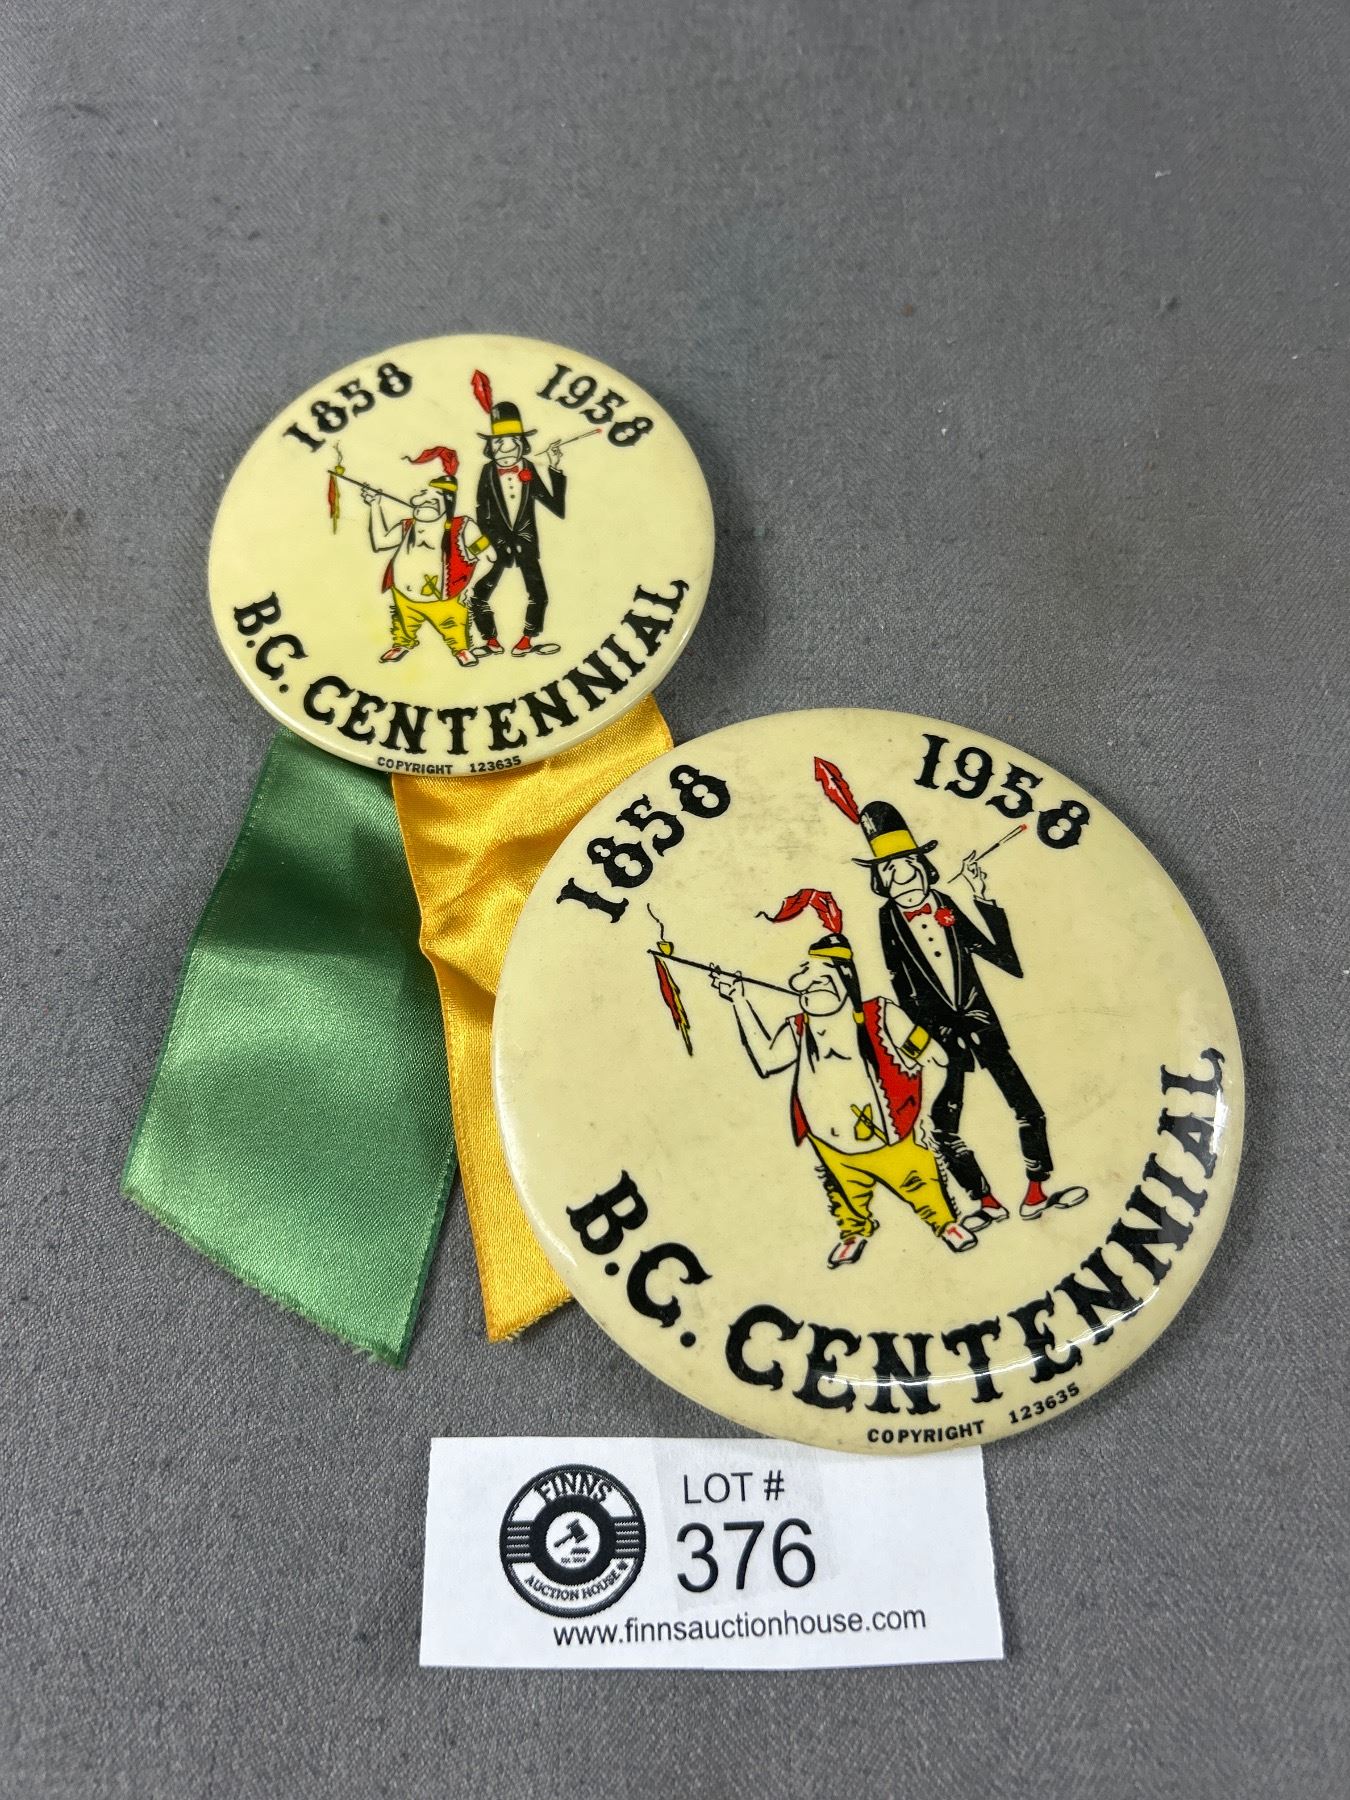 1858 1958
B.C. CENTENNIAL
COPYRIGHT 123635
1858 1958
B.C. CENTENNIAL
COPYRIGHT 123635
FINNS
AUCTION HOUSE
LOT #
376
www.finnsauctionhouse.com